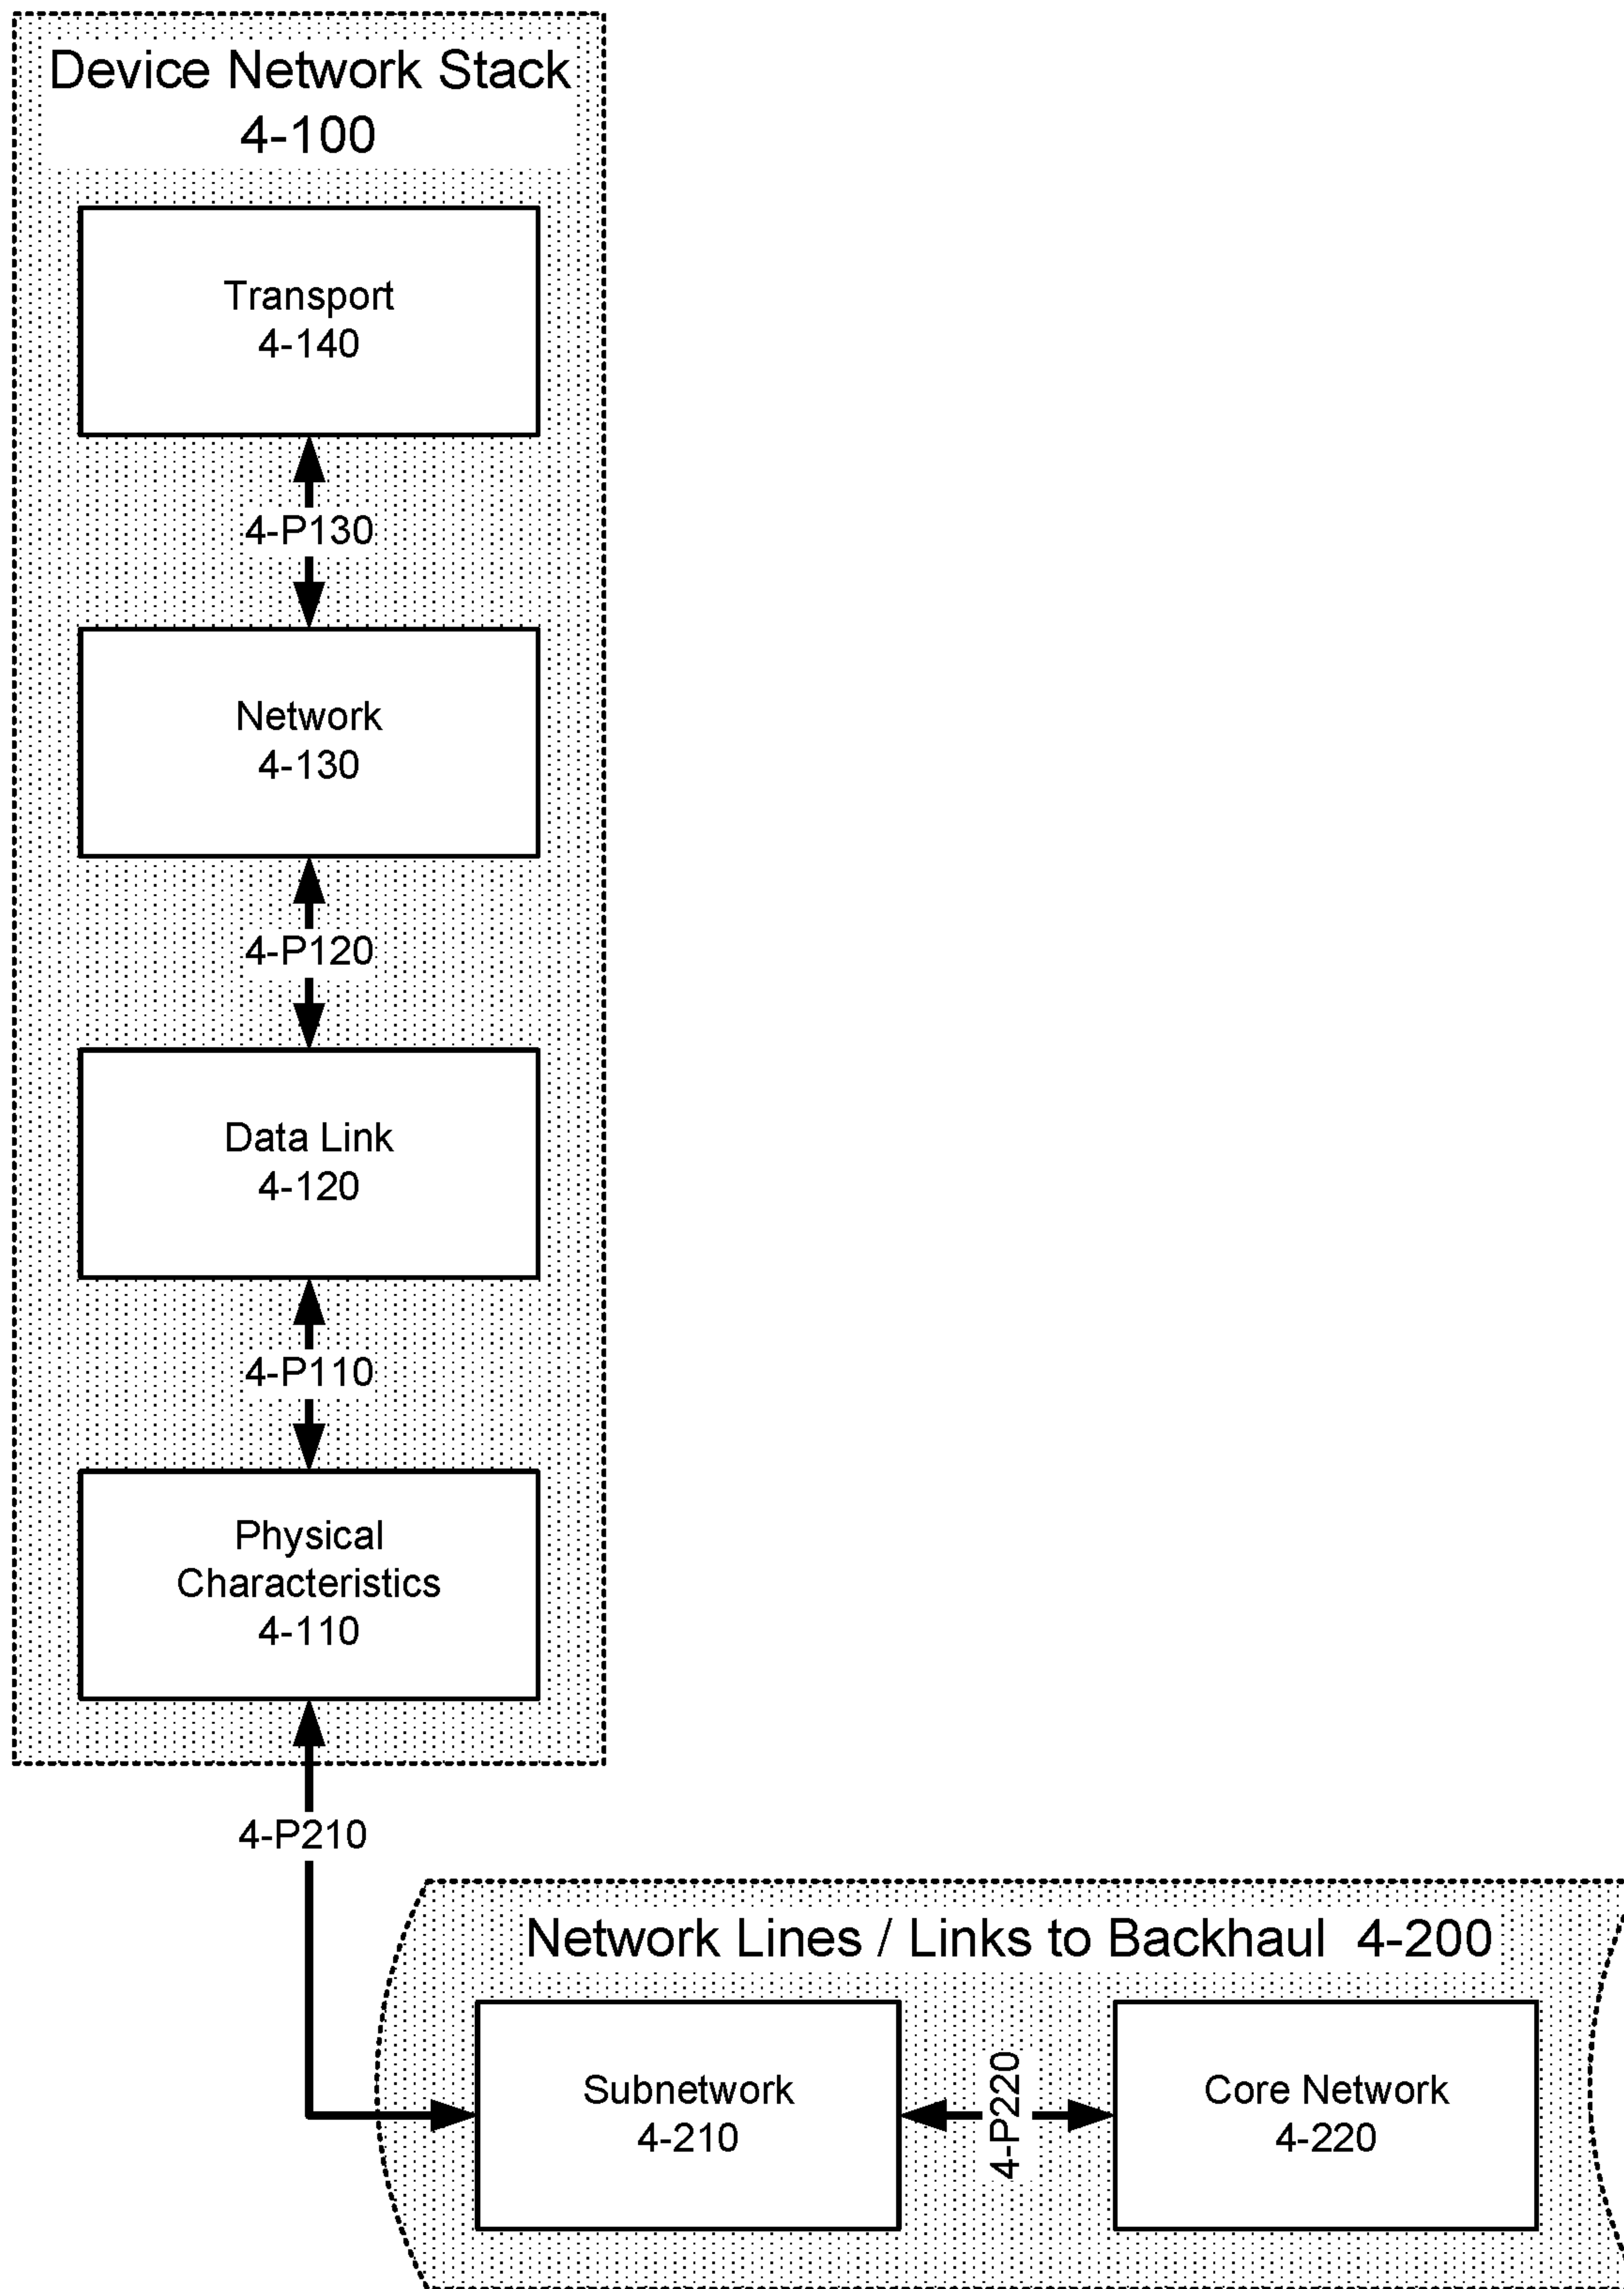 Device Network Stack
4-100
Transport
4-140
4-P130
Network
4-130
4-P120
Data Link
4-120
4-P110
Physical
Characteristics
4-110
4-P210
Network Lines / Links to Backhaul 4-200
Subnetwork
4-210
4-P220
Core Network
4-220